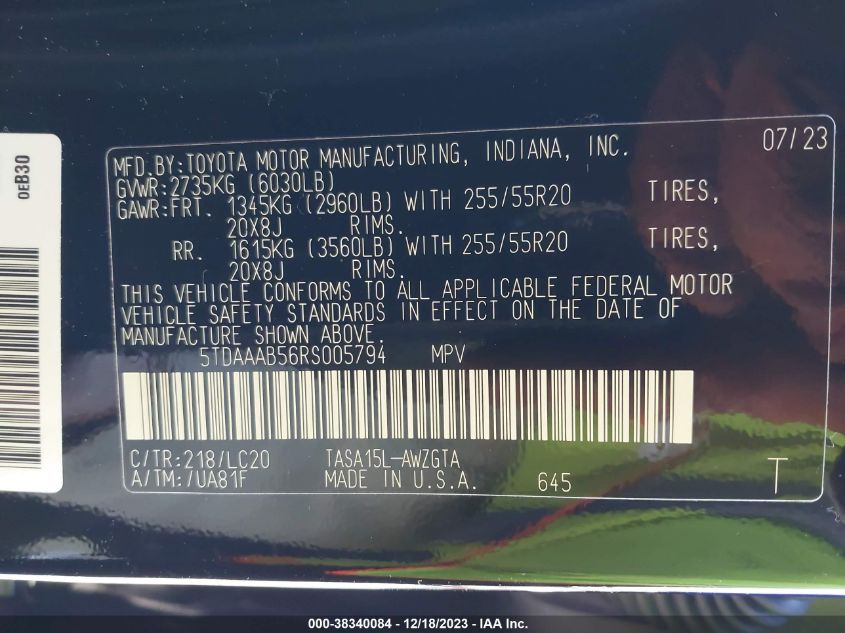 0EB30
MFD.BY:TOYOTA MOTOR MANUFACTURING, INDIANA, INC. 07/23
GVWR:2735KG (6030LB)
GAWR:FRT. 1345KG (2960LB) WITH 255/55R20 TIRES,
20X8J RIMS.
RR. 1615KG (3560LB) WITH 255/55R20 TIRES,
20X8J RIMS.
THIS VEHICLE CONFORMS TO ALL APPLICABLE FEDERAL MOTOR
VEHICLE SAFETY STANDARDS IN EFFECT ON THE DATE OF
MANUFACTURE SHOWN ABOVE.
5TDAAAB56RS005794 MPV
C/TR:218/LC20 TASA15L-AWZGTA
A/TM:/UA81F MADE IN U.S.A. 645 T
000-38340084 - 12/18/2023 - IAA Inc.